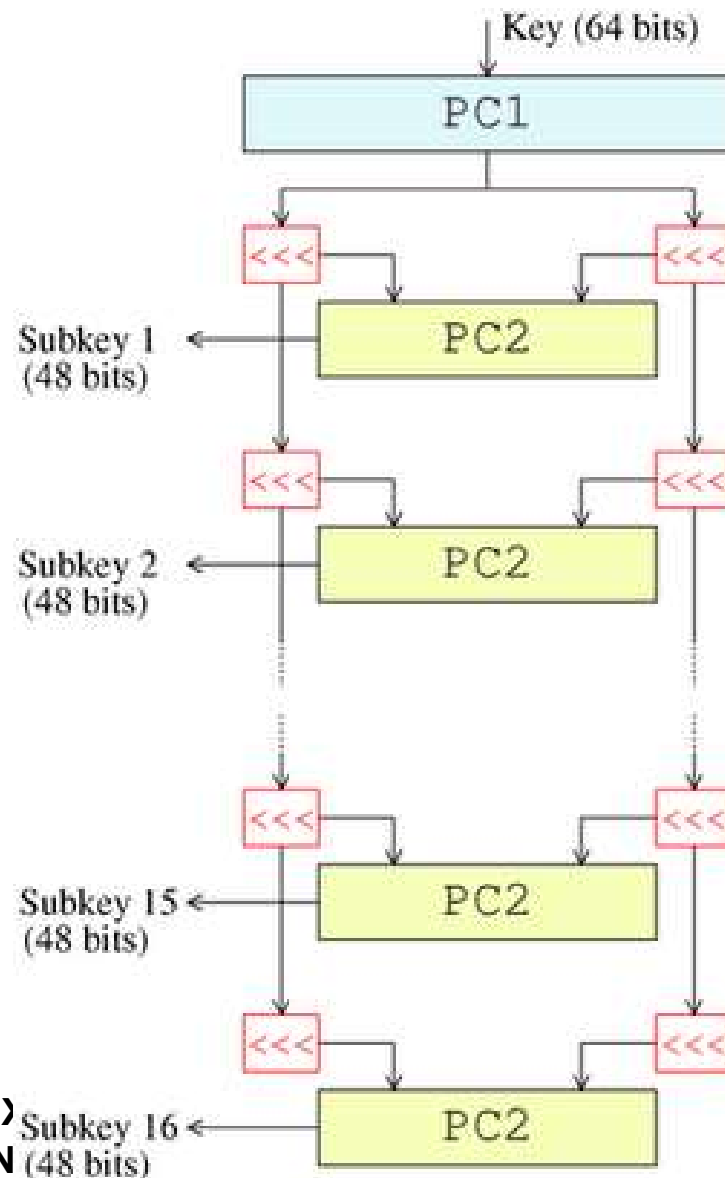 Key (64 bits)
PC1
<<< <<<
PC2
Subkey 1
(48 bits)
<<< <<<
PC2
Subkey 2
(48 bits)
<<< <<<
PC2
Subkey 15
(48 bits)
<<< <<<
PC2
Subkey 16
N (48 bits)